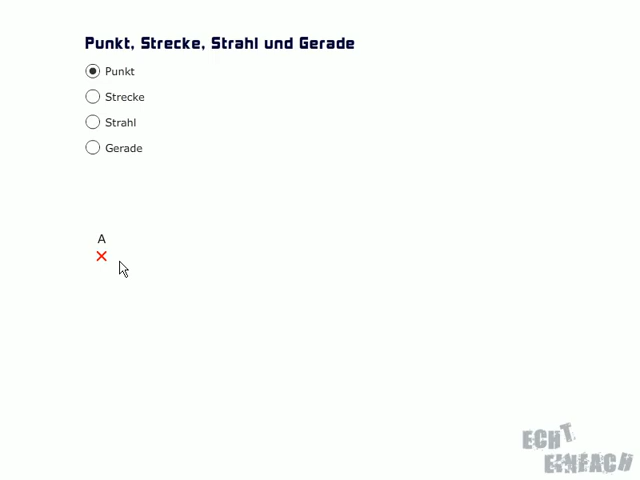 Punkt, Strecke, Strahl und Gerade
Punkt
Strecke
Strahl
Gerade
A
ECHT
EINFACH